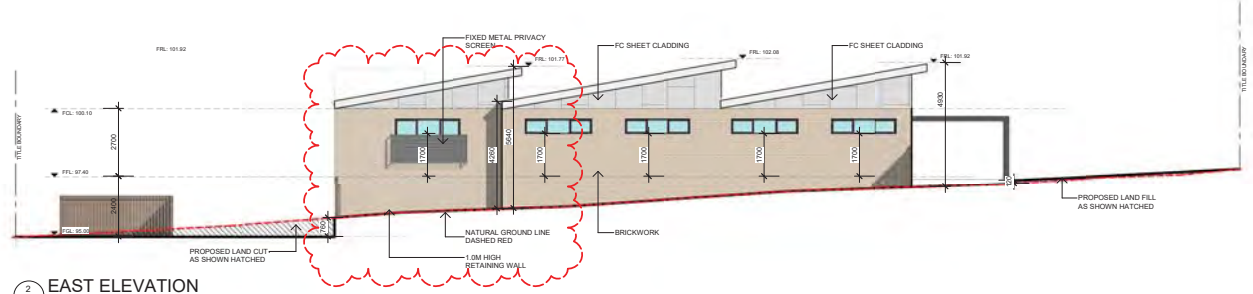 FIXED METAL PRIVACY
SCREEN
FC SHEET CLADDING
FC SHEET CLADDING
FRL: 101.92
FRL: 101.77
FRL: 102.08
FRL: 101.92
TITLE BOUNDARY
TITLE BOUNDARY
FCL: 100.10
2700
FFL: 97.40
2400
FGL: 95.00
760
1700
4260
5640
1700
1700
1700
1700
4930
120
PROPOSED LAND CUT
AS SHOWN HATCHED
NATURAL GROUND LINE
DASHED RED
1.0M HIGH
RETAINING WALL
BRICKWORK
PROPOSED LAND FILL
AS SHOWN HATCHED
2
EAST ELEVATION